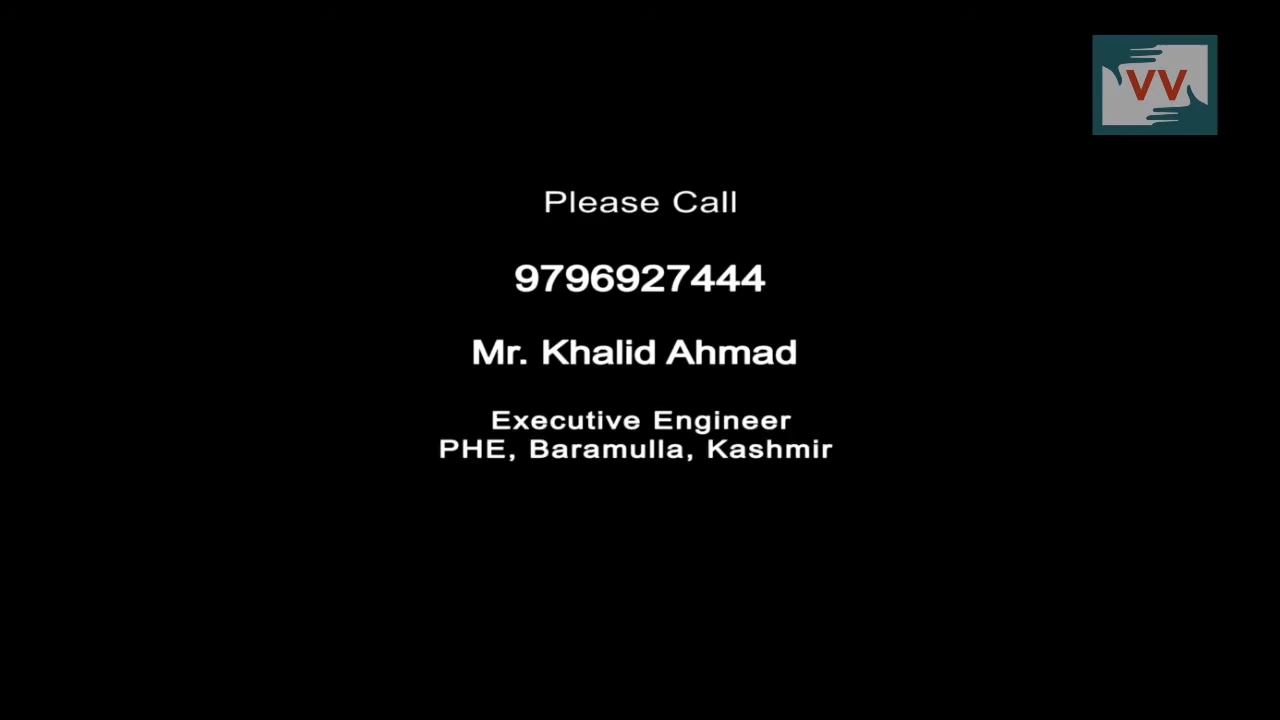 VV
Please Call
9796927444
Mr. Khalid Ahmad
Executive Engineer
PHE, Baramulla, Kashmir